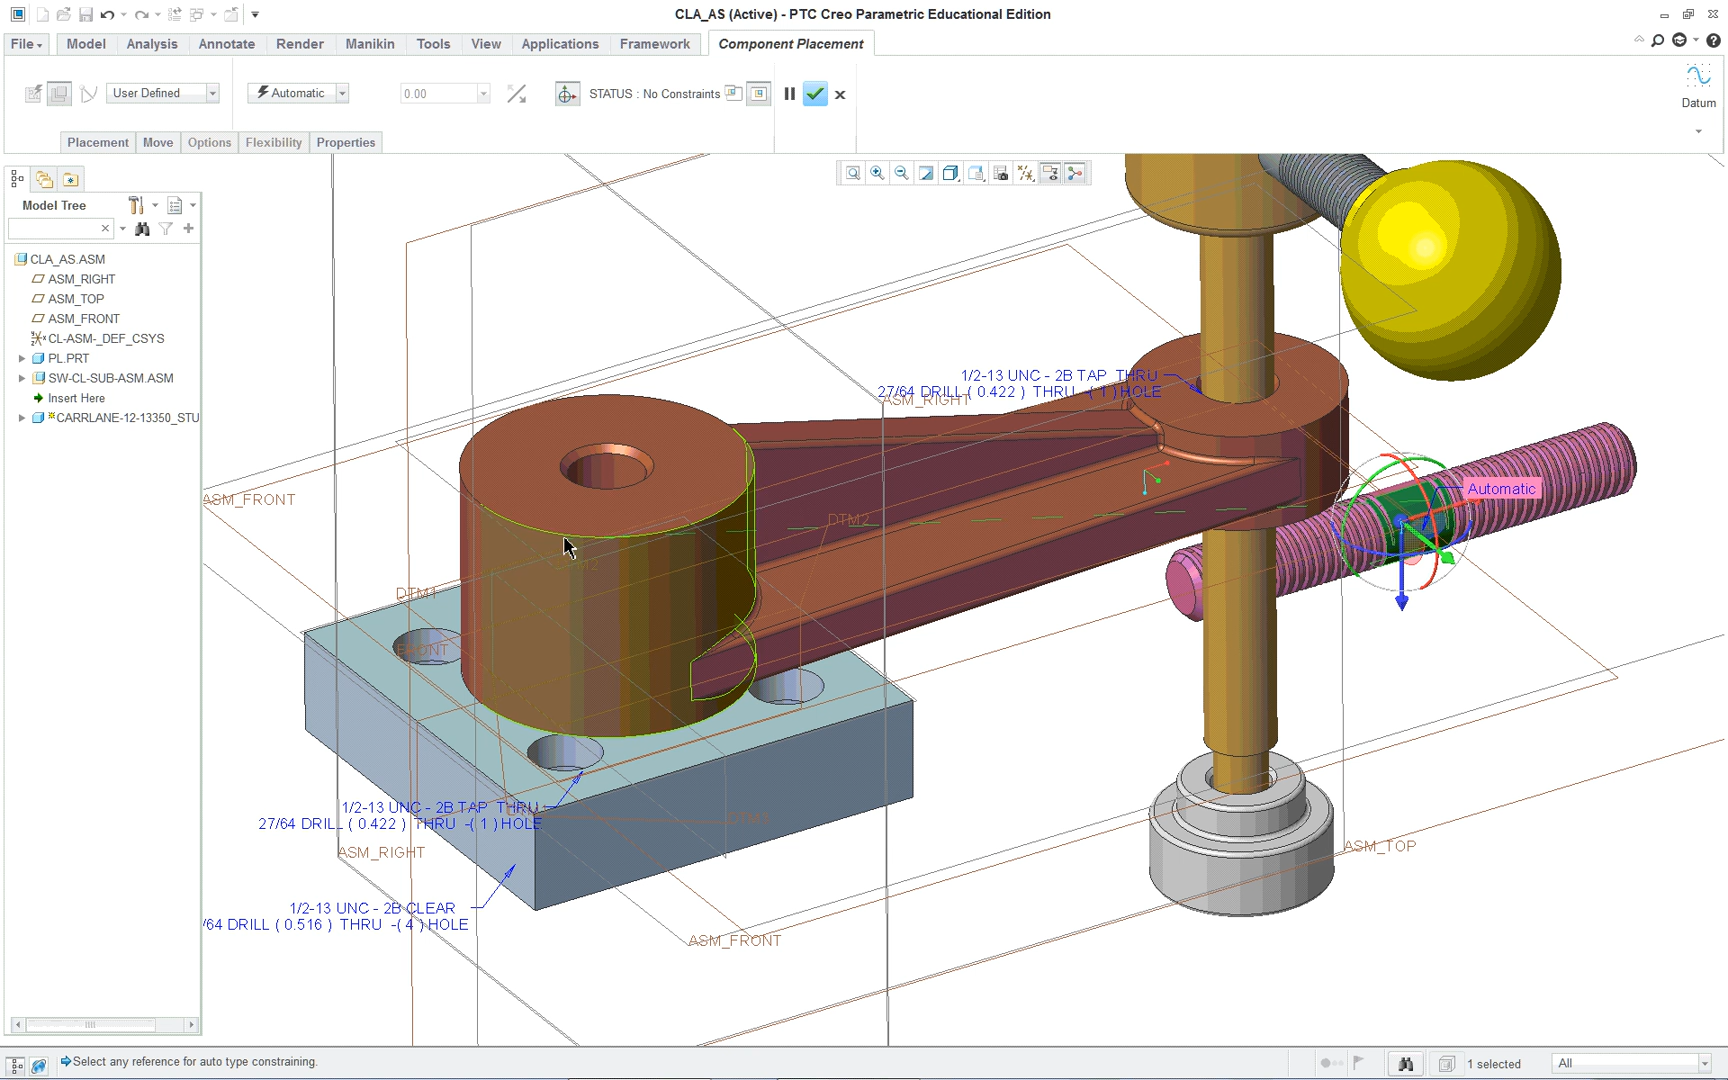 CLA_AS (Active) - PTC Creo Parametric Educational Edition
File
Model
Analysis
Annotate
Render
Manikin
Tools
View
Applications
Framework
Component Placement
User Defined
Automatic
0.00
STATUS : No Constraints
Datum
Placement
Move
Options
Flexibility
Properties
Model Tree
CLA_AS.ASM
ASM_RIGHT
ASM_TOP
ASM_FRONT
CL-ASM-_DEF_CSYS
PL.PRT
SW-CL-SUB-ASM.ASM
Insert Here
CARRLANE-12-13350_STU
1/2-13 UNC - 2B TAP THRU
27/64 DRILL ( 0.422 ) THRU -( 1 ) HOLE
ASM_RIGHT
Automatic
ASM_FRONT
DTM2
DTM1
FRONT
1/2-13 UNC - 2B TAP THRU
27/64 DRILL ( 0.422 ) THRU -( 1 ) HOLE
DTM1
ASM_RIGHT
ASM_TOP
1/2-13 UNC - 2B CLEAR
/64 DRILL ( 0.516 ) THRU -( 4 ) HOLE
ASM_FRONT
Select any reference for auto type constraining.
1 selected
All